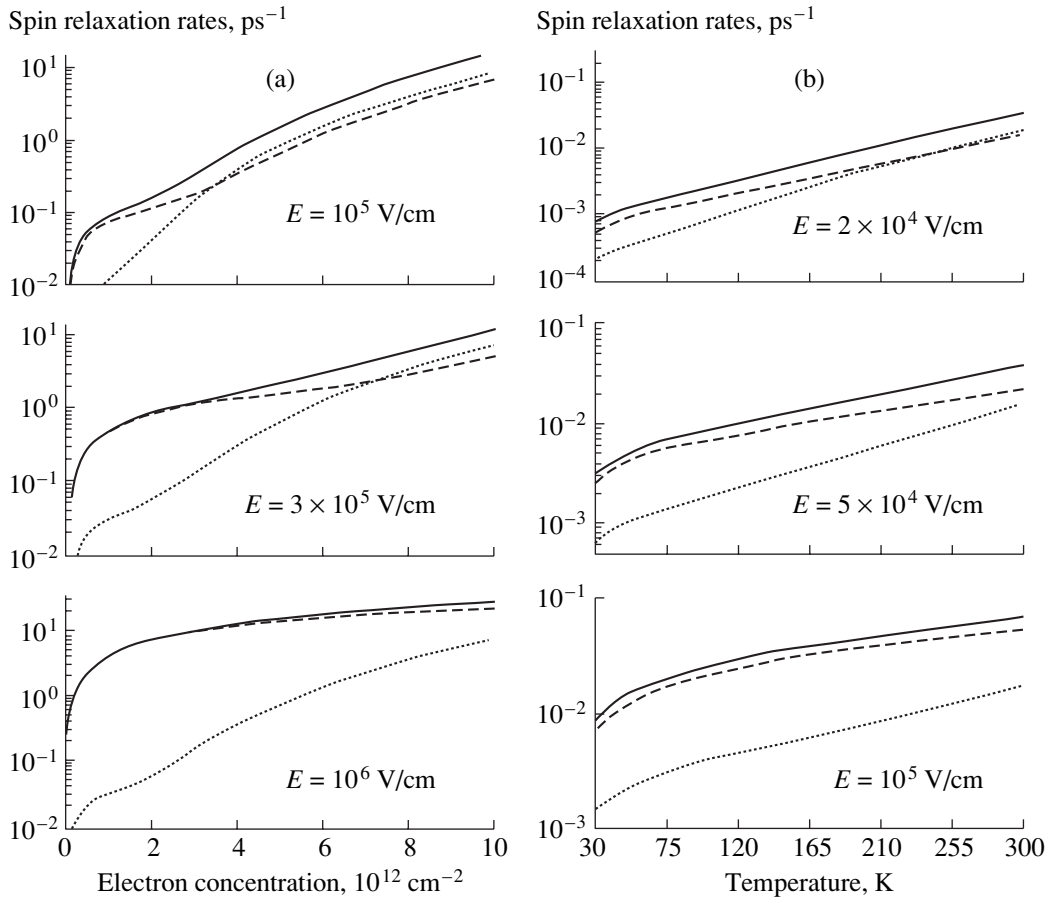 Spin relaxation rates, ps⁻¹
(a)
10¹
10⁰
10⁻¹
10⁻²
E = 10⁵ V/cm
10¹
10⁰
10⁻¹
10⁻²
E = 3 × 10⁵ V/cm
10¹
10⁰
10⁻¹
10⁻²
E = 10⁶ V/cm
0 2 4 6 8 10
Electron concentration, 10¹² cm⁻²
Spin relaxation rates, ps⁻¹
(b)
10⁻¹
10⁻²
10⁻³
10⁻⁴
E = 2 × 10⁴ V/cm
10⁻¹
10⁻²
10⁻³
E = 5 × 10⁴ V/cm
10⁻¹
10⁻²
10⁻³
E = 10⁵ V/cm
30 75 120 165 210 255 300
Temperature, K